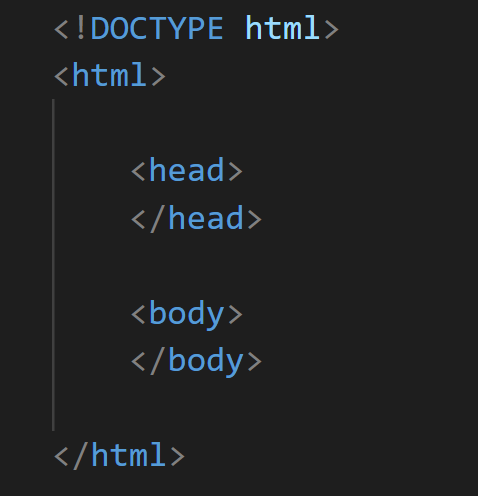 <!DOCTYPE html>
<html>
<head>
</head>
<body>
</body>
</html>